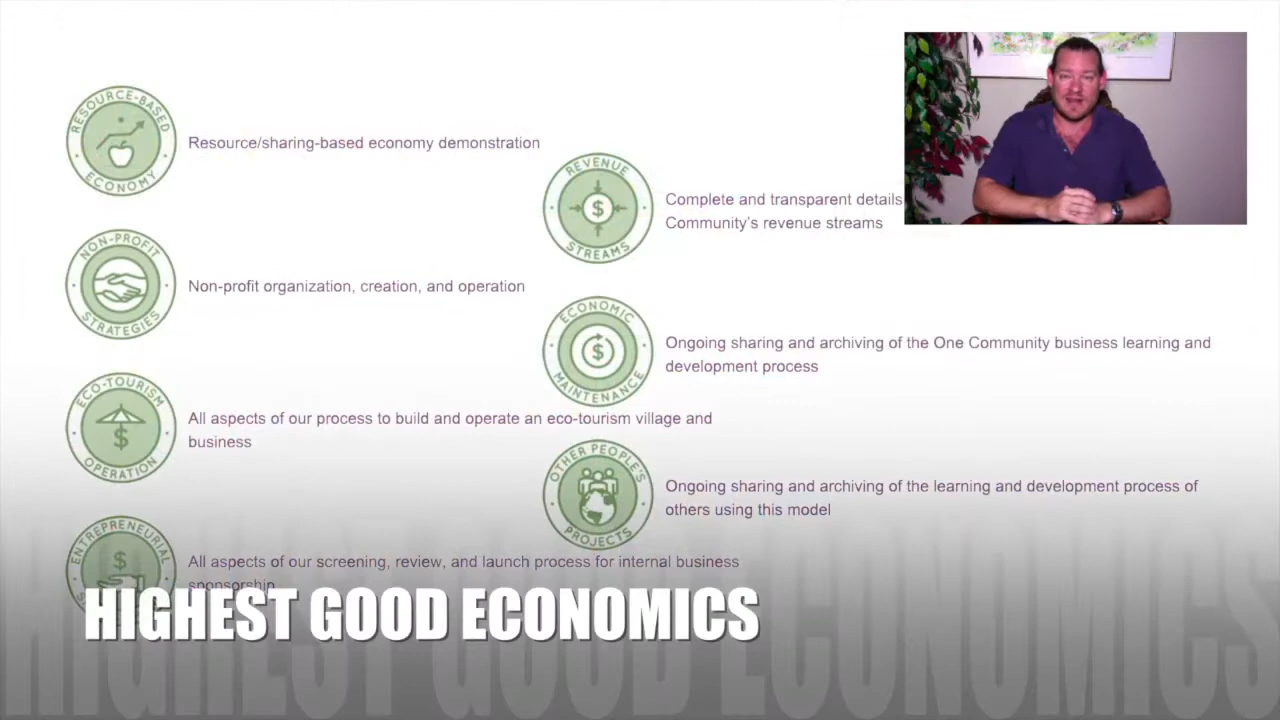 RESOURCE-BASED
ECONOMY
Resource/sharing-based economy demonstration
REVENUE
STREAMS
$
Complete and transparent details
Community's revenue streams
NON-PROFIT
STRATEGIES
Non-profit organization, creation, and operation
ECONOMIC
MAINTENANCE
$
Ongoing sharing and archiving of the One Community business learning and
development process
ECO-TOURISM
OPERATION
$
All aspects of our process to build and operate an eco-tourism village and
business
OTHER PEOPLE'S
PROJECTS
Ongoing sharing and archiving of the learning and development process of
others using this model
ENTREPRENEURIAL
$
All aspects of our screening, review, and launch process for internal business
sponsorship
HIGHEST GOOD ECONOMICS
HIGHEST GOOD ECONOMICS